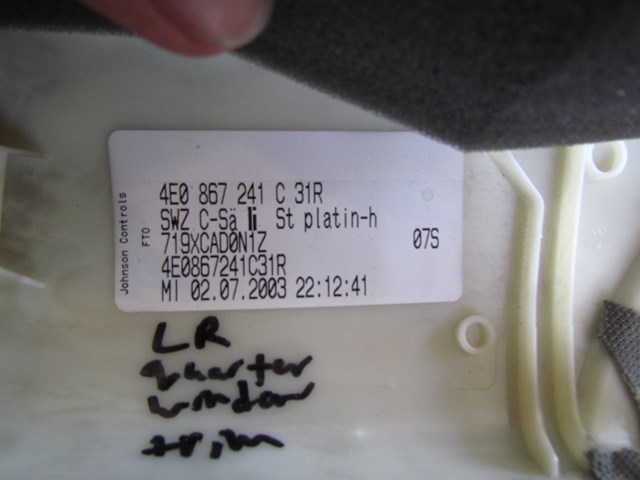 Johnson Controls
FTO
4E0 867 241 C 31R
SWZ C-Sä li St platin-h
719XCAD0N1Z 07S
4E0867241C31R
MI 02.07.2003 22:12:41
LR
quarter
window
trim